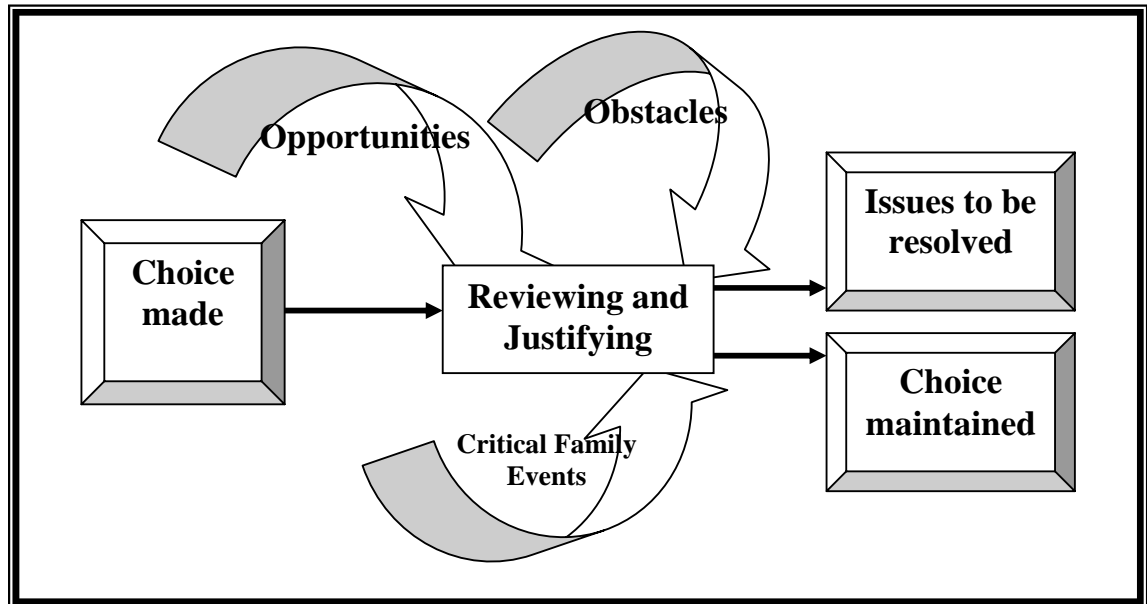 Opportunities
Obstacles
Choice
made
Reviewing and
Justifying
Critical Family
Events
Issues to be
resolved
Choice
maintained